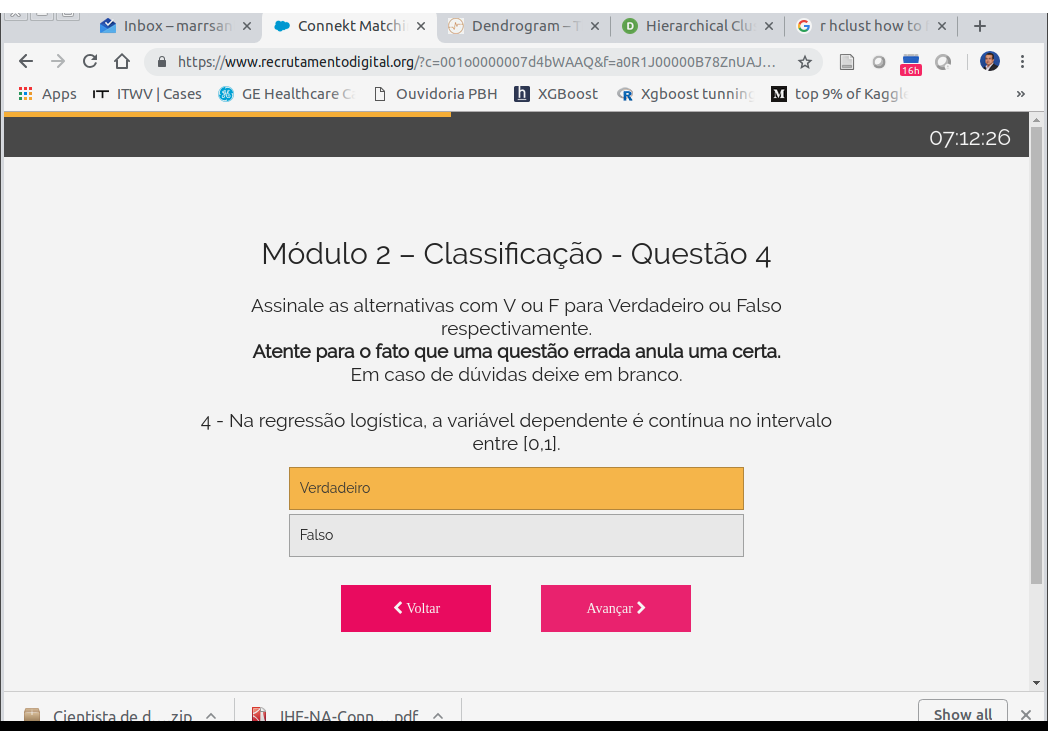 Inbox – marrsan
Connekt Matchi
Dendrogram – T
Hierarchical Clu
r hclust how to
https://www.recrutamentodigital.org/?c=001o0000007d4bWAAQ&f=a0R1J00000B78ZnUAJ...
16h
Apps
ITWV | Cases
GE Healthcare C
Ouvidoria PBH
XGBoost
Xgboost tunning
top 9% of Kaggl
»
07:12:26
Módulo 2 – Classificação - Questão 4
Assinale as alternativas com V ou F para Verdadeiro ou Falso
respectivamente.
Atente para o fato que uma questão errada anula uma certa.
Em caso de dúvidas deixe em branco.
4 - Na regressão logística, a variável dependente é contínua no intervalo
entre [0,1].
Verdadeiro
Falso
Voltar
Avançar
Cientista de d....zip
IHE-NA-Conn....pdf
Show all